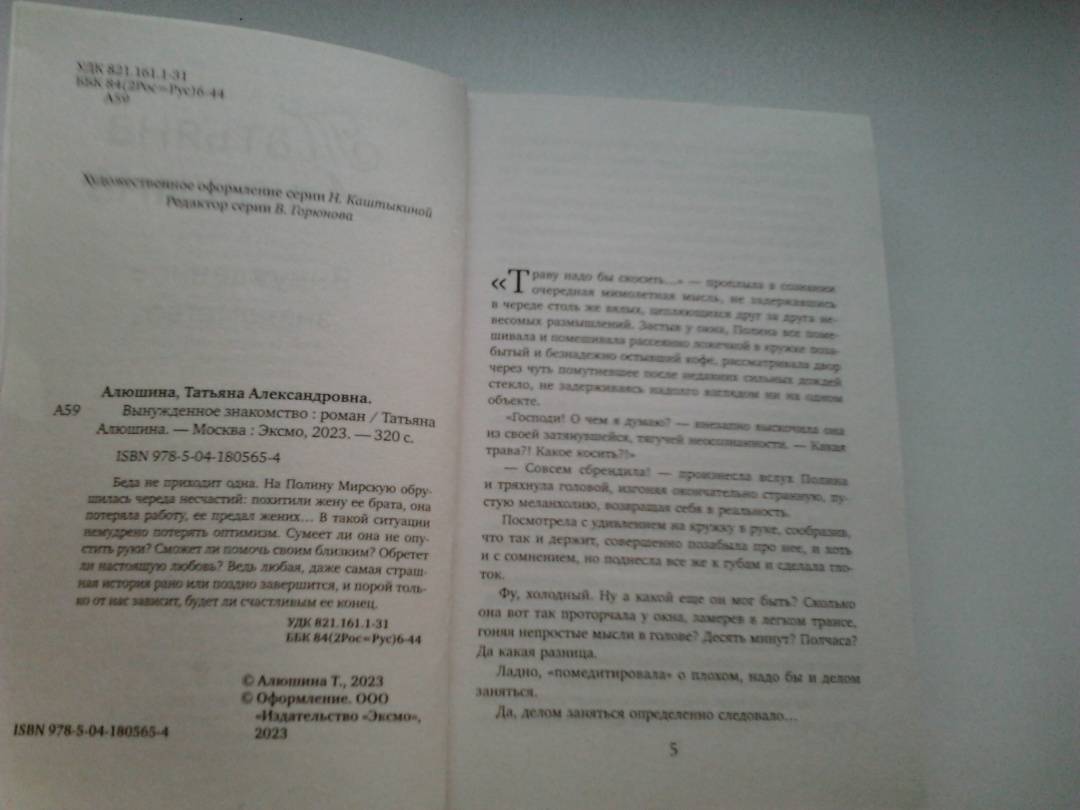 УДК 821.161.1-31
ББК 84(2Рос=Рус)6-44
А59
Художественное оформление серии Н. Каштыкиной
Редактор серии В. Горюнова
Алюшина, Татьяна Александровна.
А59 Вынужденное знакомство : роман / Татьяна
Алюшина. — Москва : Эксмо, 2023. — 320 с.
ISBN 978-5-04-180565-4
Беда не приходит одна. На Полину Мирскую обру-
шилась череда несчастий: похитили жену ее брата, она
потеряла работу, ее предал жених... В такой ситуации
немудрено потерять оптимизм. Сумеет ли она не опу-
стить руки? Сможет ли помочь своим близким? Обретет
ли настоящую любовь? Ведь любая, даже самая страш-
ная история рано или поздно завершится, и порой толь-
ко от нас зависит, будет ли счастливым ее конец.
УДК 821.161.1-31
ББК 84(2Рос=Рус)6-44
© Алюшина Т., 2023
© Оформление. ООО
«Издательство «Эксмо»,
2023
ISBN 978-5-04-180565-4
«Траву надо бы скосить...» — проплыла в сознании
очередная мимолетная мысль, не задержавшись
в череде столь же вялых, цепляющихся друг за друга не-
весомых размышлений. Застыв у окна, Полина все поме-
шивала и помешивала рассеянно ложечкой в кружке поза-
бытый и безнадежно остывший кофе, рассматривала двор
через чуть помутневшее после недавних сильных дождей
стекло, не задерживаясь надолго взглядом ни на одном
объекте.
«Господи! О чем я думаю? — внезапно выскочила она
из своей затянувшейся, тягучей неосознанности. — Какая
трава?! Какое косить?!»
— Совсем сбрендила! — произнесла вслух Полина
и тряхнула головой, изгоняя окончательно странную, пу-
стую меланхолию, возвращая себя в реальность.
Посмотрела с удивлением на кружку в руке, сообразив,
что так и держит, совершенно позабыла про нее, и хоть
и с сомнением, но поднесла все же к губам и сделала гло-
ток.
Фу, холодный. Ну а какой еще он мог быть? Сколько
она вот так проторчала у окна, замерев в легком трансе,
гоняя непростые мысли в голове? Десять минут? Полчаса?
Да какая разница.
Ладно, «помедитировала» о плохом, надо бы и делом
заняться.
Да, делом заняться определенно следовало...
5